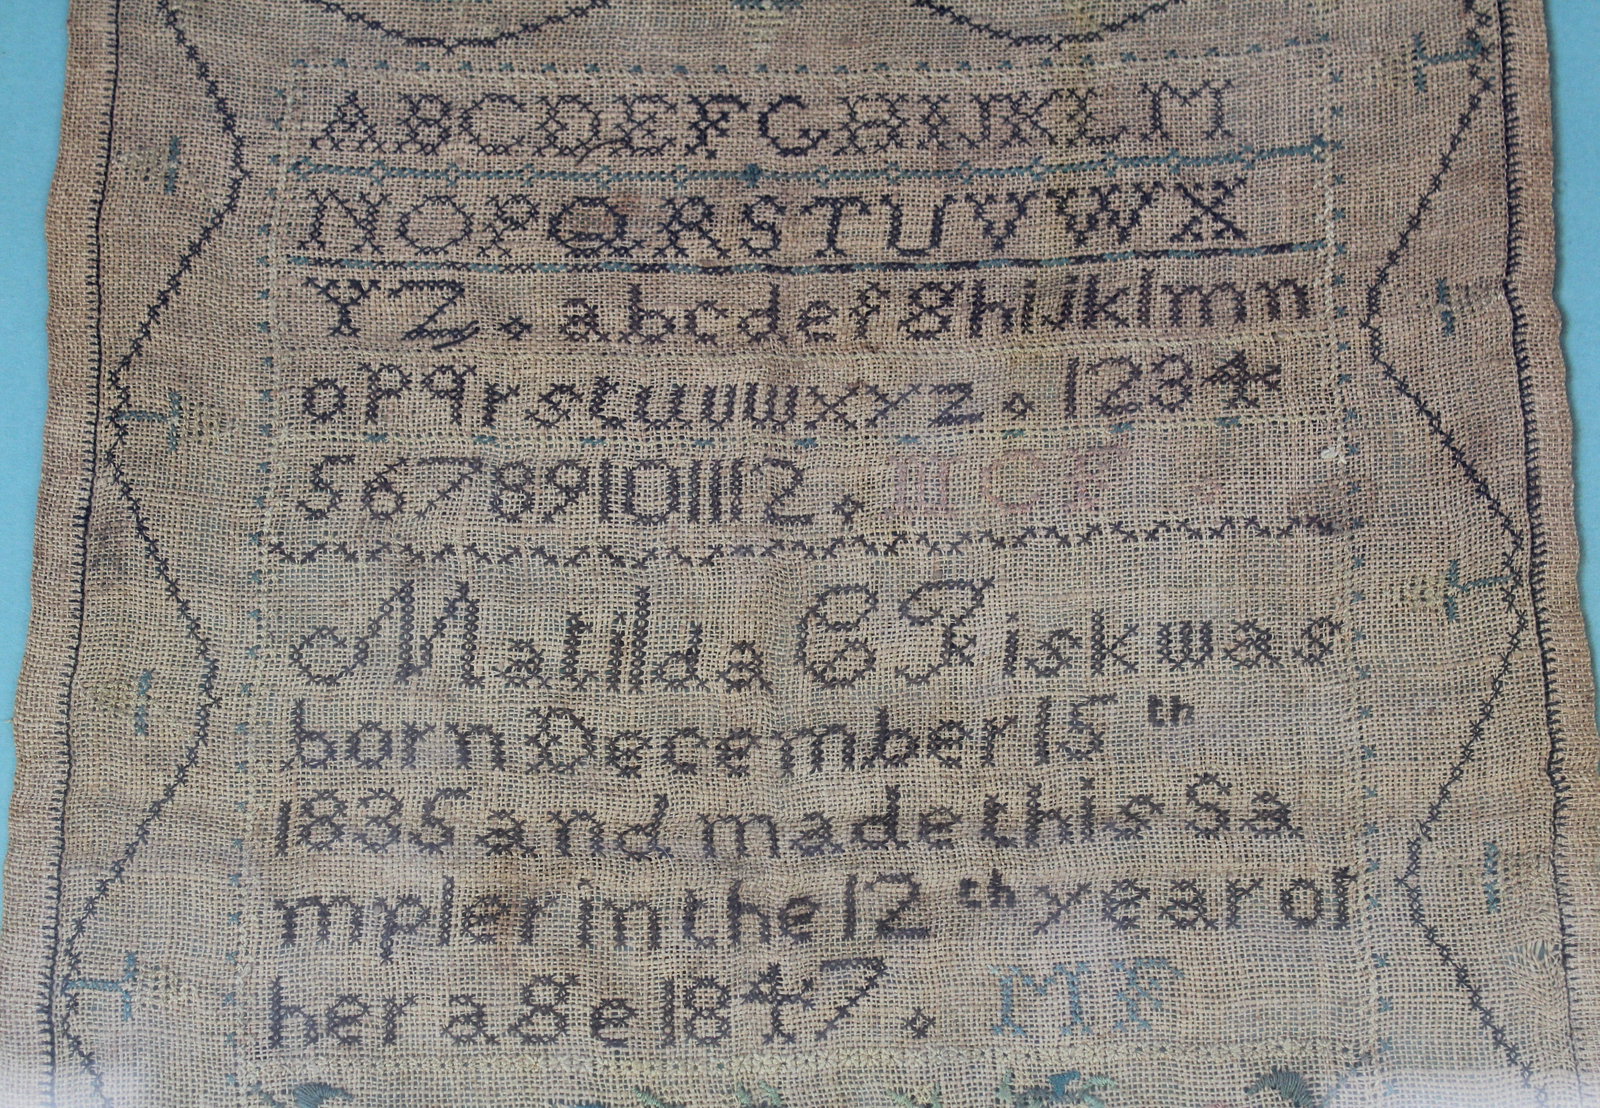 ABCDEFGHIJKLM
NOPQRSTUVWX
YZ. abcdefghijklmn
opqrstuvwxyz. 1234
56789101112. MCF
Matilda C Fisk was
born December 15th
1835 and made this Sa
mpler in the 12th year of
her age 1847. MF